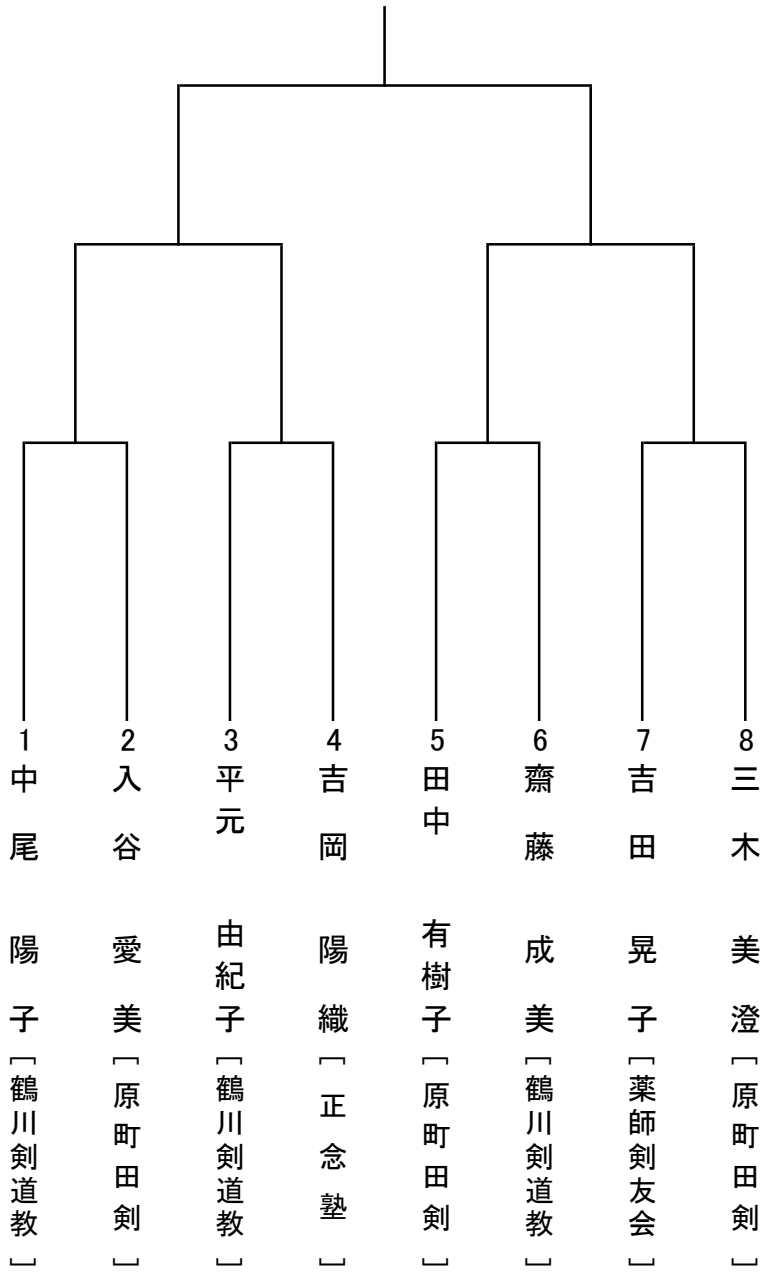 1 中尾 陽子 [鶴川剣道教]
2 入谷 愛美 [原町田剣]
3 平元 由紀子 [鶴川剣道教]
4 吉岡 陽織 [正念塾]
5 田中 有樹子 [原町田剣]
6 齋藤 成美 [鶴川剣道教]
7 吉田 晃子 [薬師剣友会]
8 三木 美澄 [原町田剣]